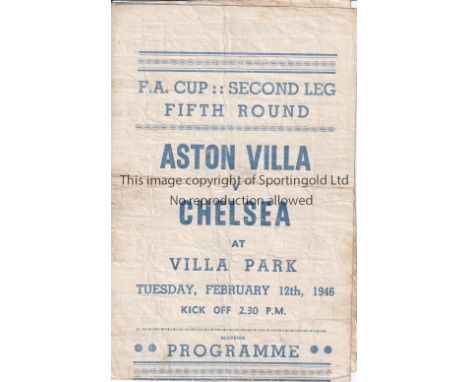 F.A. CUP :: SECOND LEG
FIFTH ROUND
ASTON VILLA
This image copyright of Sportingold Ltd
v
No reproduction allowed
CHELSEA
AT
VILLA PARK
TUESDAY, FEBRUARY 12th, 1946
KICK OFF 2.30 P.M.
SOUVENIR
PROGRAMME